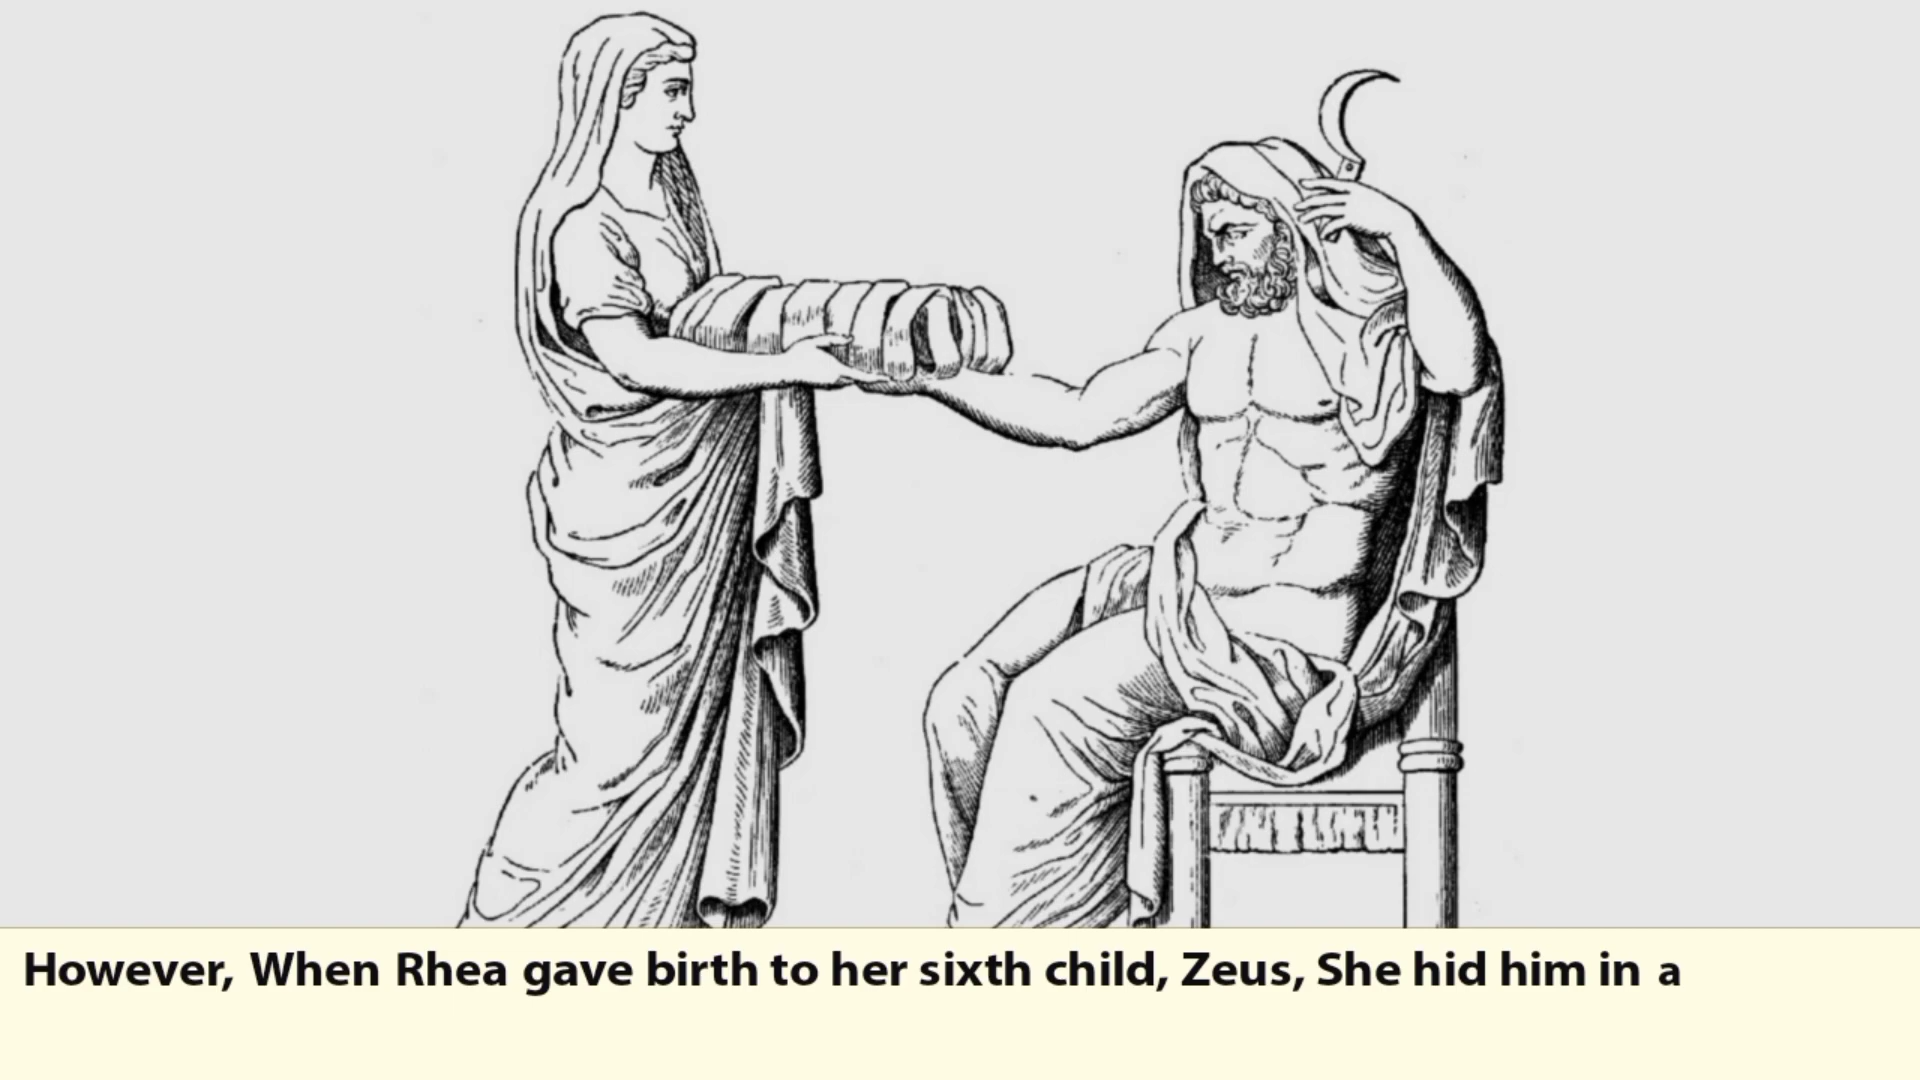 However, When Rhea gave birth to her sixth child, Zeus, She hid him in a